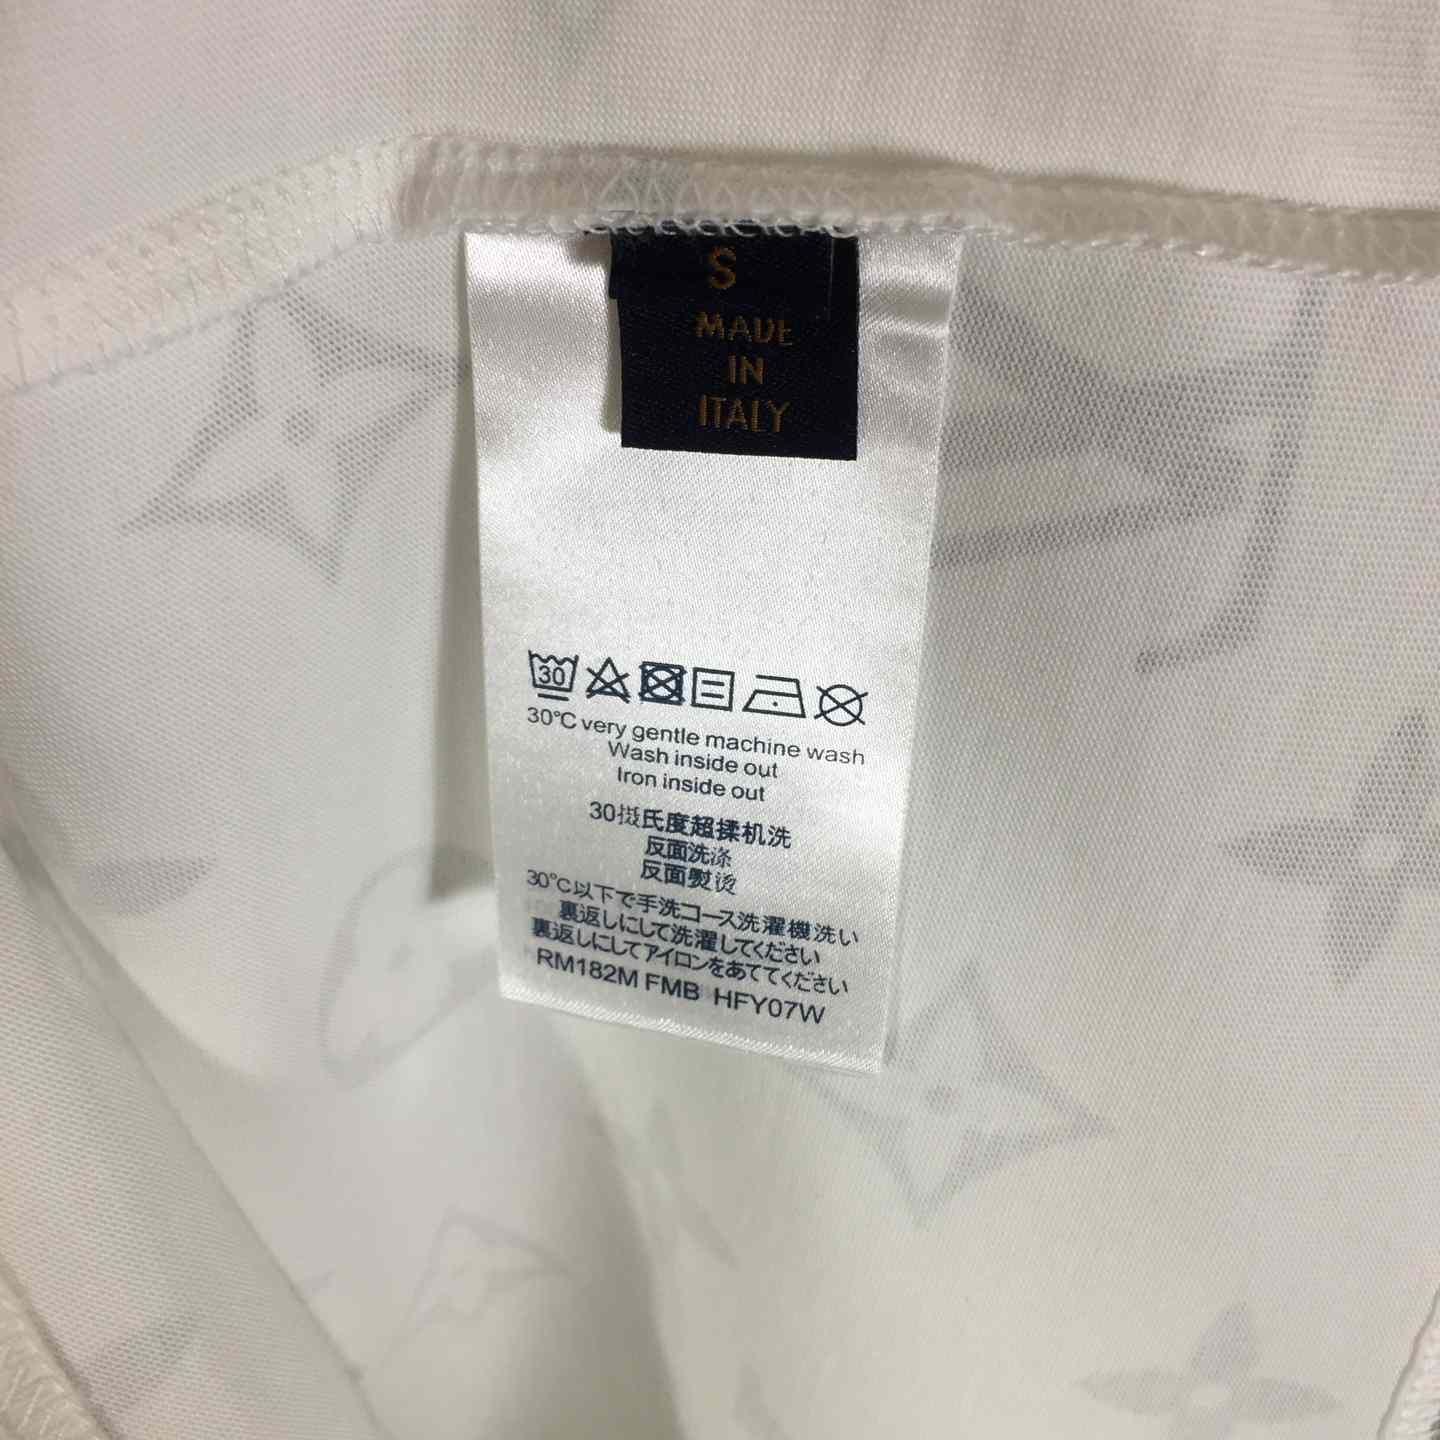 S
MADE
IN
ITALY
30
30℃ very gentle machine wash
Wash inside out
Iron inside out
30摄氏度超揉机洗
反面洗涤
反面熨烫
30℃以下で手洗コース洗濯機洗い
裏返しにして洗濯してください
裏返しにしてアイロンをあててください
RM182M FMB HFY07W